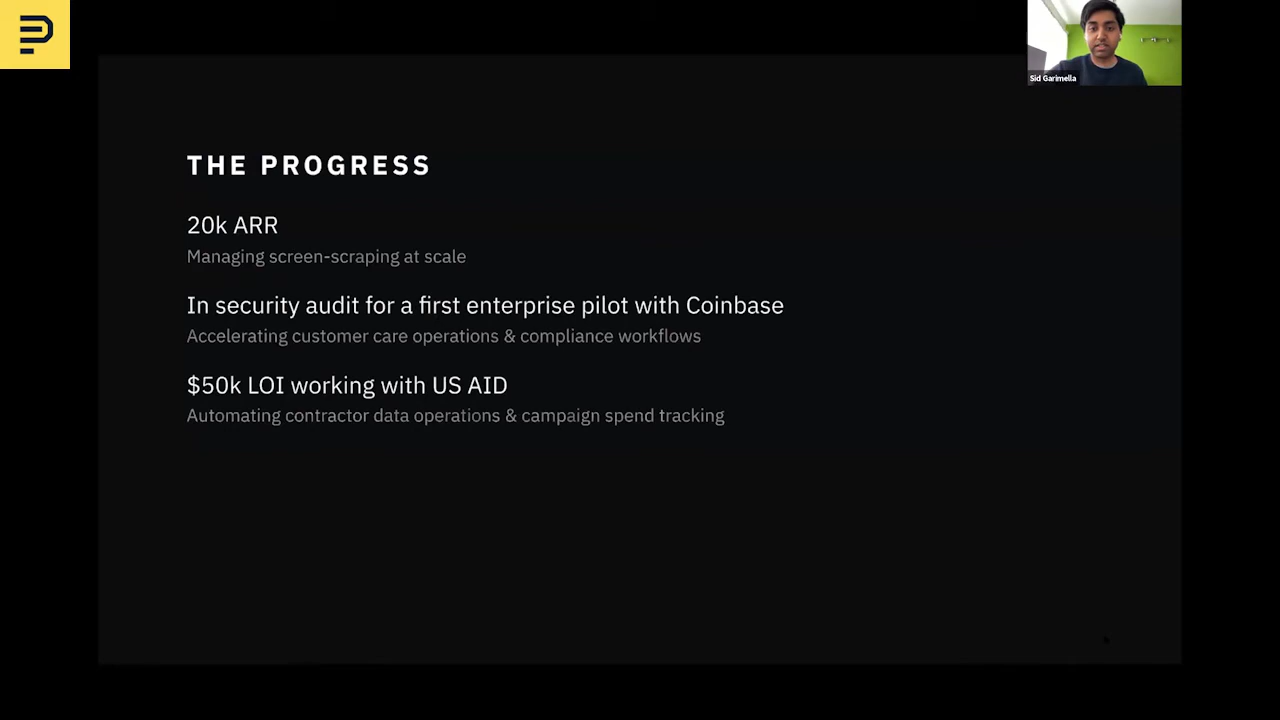 Sid Garimella
THE PROGRESS
20k ARR
Managing screen-scraping at scale
In security audit for a first enterprise pilot with Coinbase
Accelerating customer care operations & compliance workflows
$50k LOI working with US AID
Automating contractor data operations & campaign spend tracking